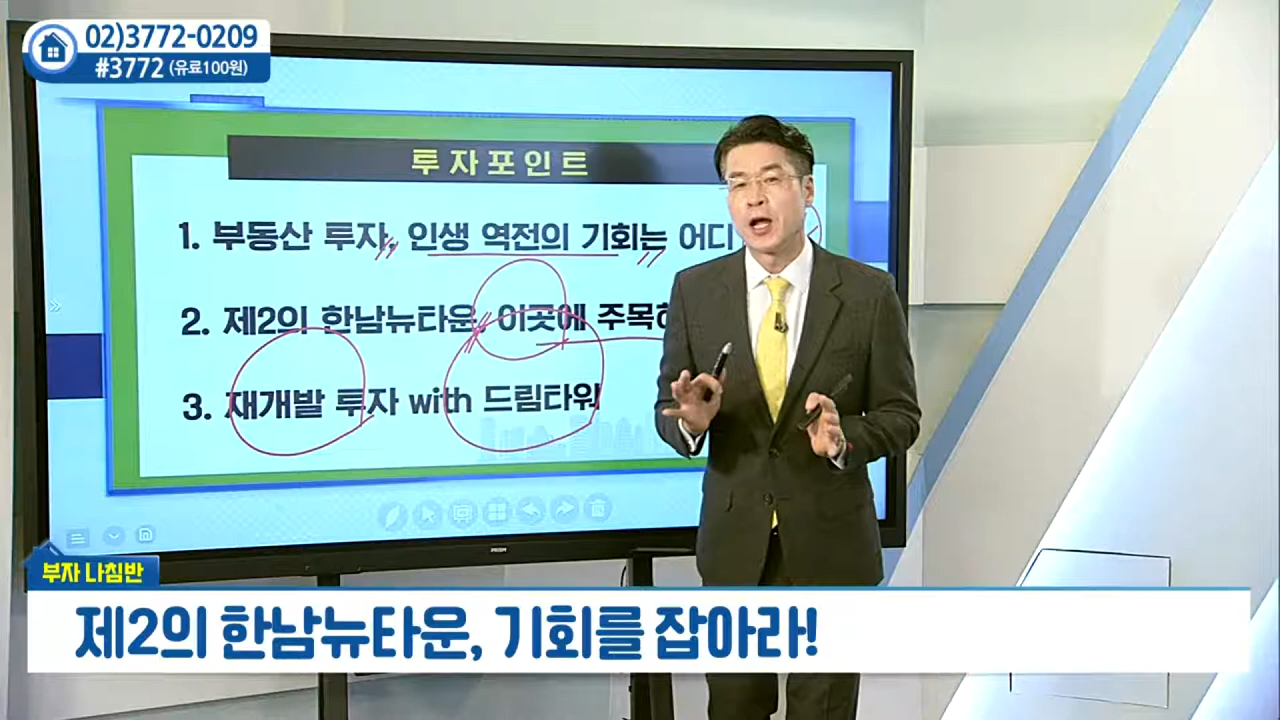 02)3772-0209
#3772 (유료100원)
투자포인트
1. 부동산 투자, 인생 역전의 기회는 어디
2. 제2의 한남뉴타운, 이곳에 주목하
3. 재개발 투자 with 드림타워
부자 나침반
제2의 한남뉴타운, 기회를 잡아라!